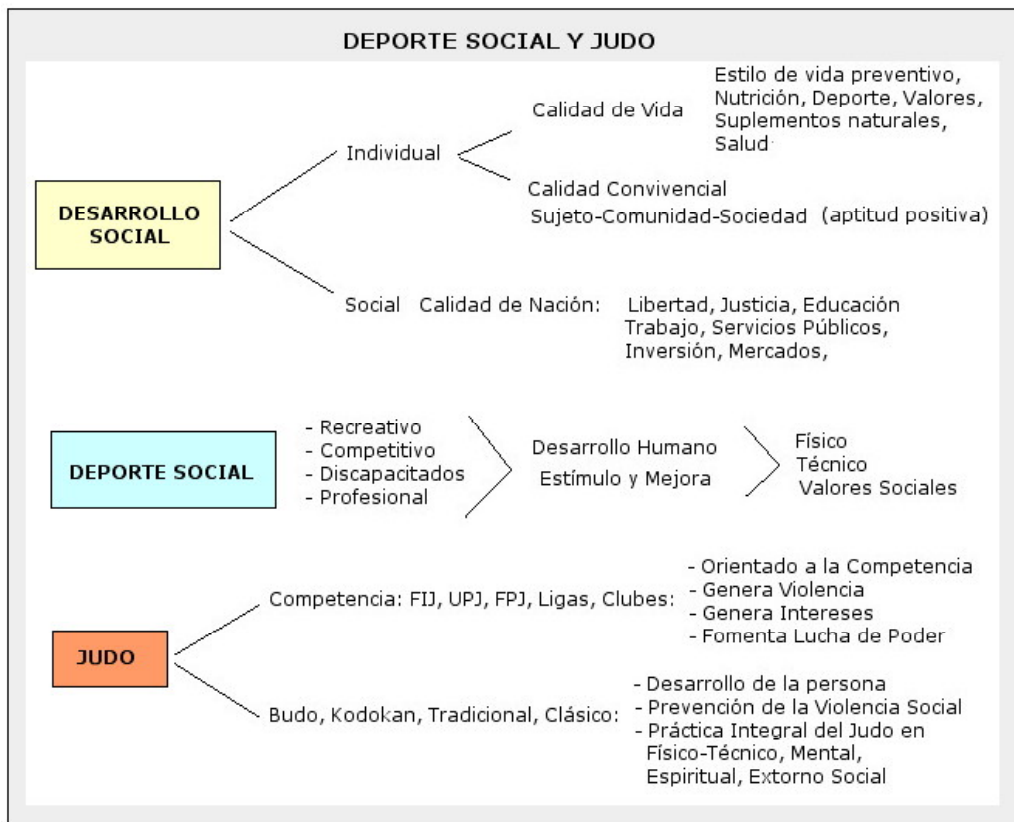 DEPORTE SOCIAL Y JUDO
DESARROLLO
SOCIAL
Individual
Calidad de Vida
Estilo de vida preventivo,
Nutrición, Deporte, Valores,
Suplementos naturales,
Salud
Calidad Convivencial
Sujeto-Comunidad-Sociedad (aptitud positiva)
Social Calidad de Nación: Libertad, Justicia, Educación
Trabajo, Servicios Públicos,
Inversión, Mercados,
DEPORTE SOCIAL
- Recreativo
- Competitivo
- Discapacitados
- Profesional
Desarrollo Humano
Estímulo y Mejora
Físico
Técnico
Valores Sociales
JUDO
Competencia: FIJ, UPJ, FPJ, Ligas, Clubes:
- Orientado a la Competencia
- Genera Violencia
- Genera Intereses
- Fomenta Lucha de Poder
Budo, Kodokan, Tradicional, Clásico:
- Desarrollo de la persona
- Prevención de la Violencia Social
- Práctica Integral del Judo en
Físico-Técnico, Mental,
Espiritual, Extorno Social